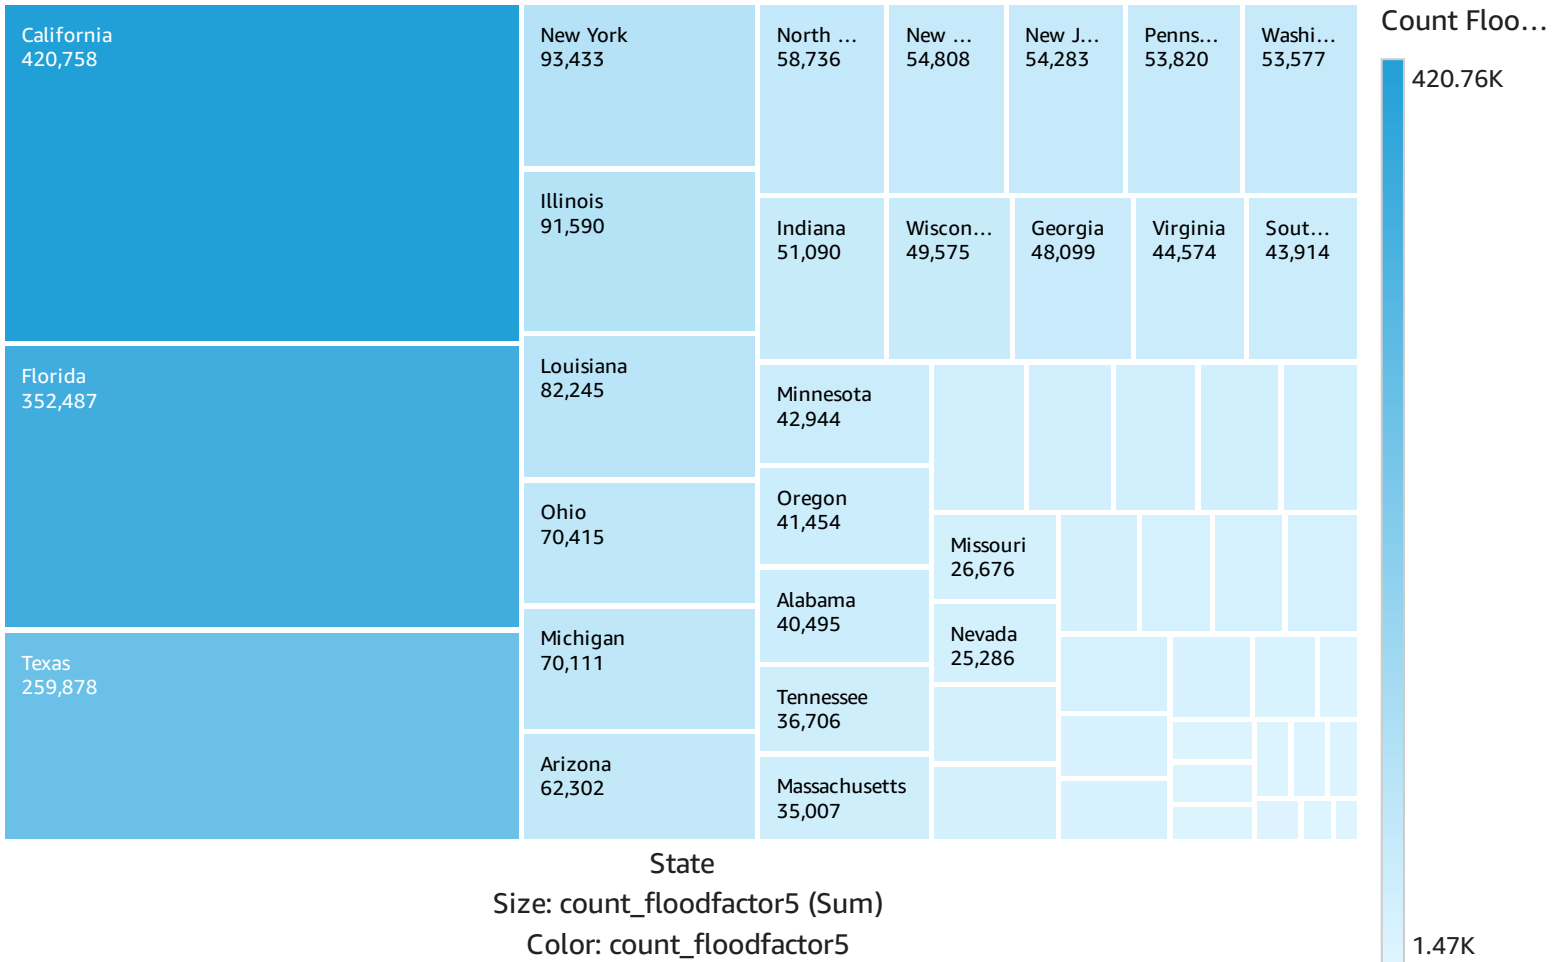 California
420,758
Florida
352,487
Texas
259,878
New York
93,433
Illinois
91,590
Louisiana
82,245
Ohio
70,415
Michigan
70,111
Arizona
62,302
North ...
58,736
New ...
54,808
New J...
54,283
Penns...
53,820
Washi...
53,577
Indiana
51,090
Wiscon...
49,575
Georgia
48,099
Virginia
44,574
Sout...
43,914
Minnesota
42,944
Oregon
41,454
Alabama
40,495
Tennessee
36,706
Massachusetts
35,007
Missouri
26,676
Nevada
25,286
State
Size: count_floodfactor5 (Sum)
Color: count_floodfactor5
Count Floo...
420.76K
1.47K